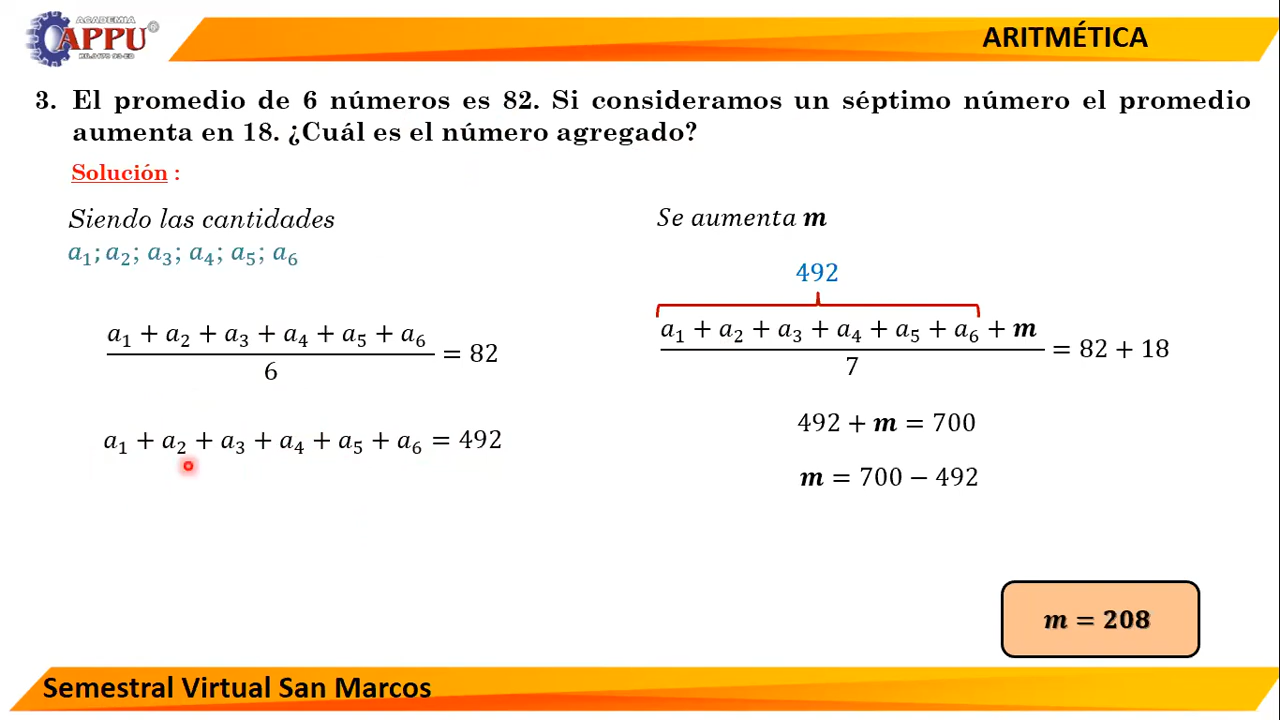 ACADEMIA
APPU
ARITMÉTICA
3. El promedio de 6 números es 82. Si consideramos un séptimo número el promedio
aumenta en 18. ¿Cuál es el número agregado?
Solución :
Siendo las cantidades
a₁; a₂; a₃; a₄; a₅; a₆
a₁ + a₂ + a₃ + a₄ + a₅ + a₆
6
= 82
a₁ + a₂ + a₃ + a₄ + a₅ + a₆ = 492
Se aumenta m
492
a₁ + a₂ + a₃ + a₄ + a₅ + a₆ + m
7
= 82 + 18
492 + m = 700
m = 700 − 492
m = 208
Semestral Virtual San Marcos